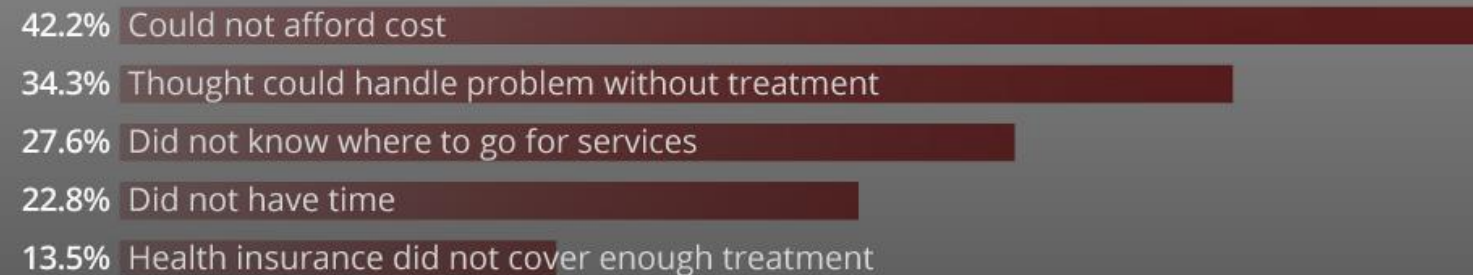 42.2% Could not afford cost
34.3% Thought could handle problem without treatment
27.6% Did not know where to go for services
22.8% Did not have time
13.5% Health insurance did not cover enough treatment